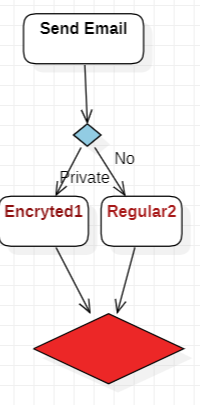 Send Email
No
Private
Encryted1
Regular2